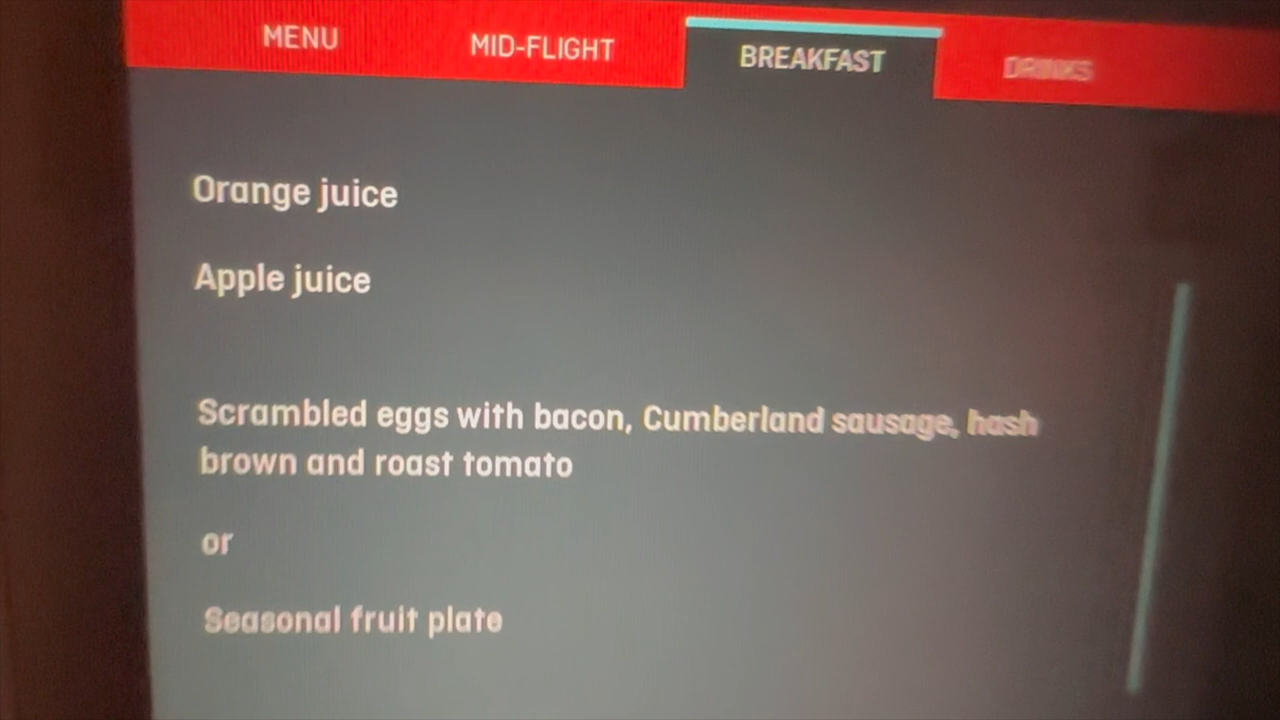 MENU MID-FLIGHT BREAKFAST DRINKS
Orange juice
Apple juice
Scrambled eggs with bacon, Cumberland sausage, hash
brown and roast tomato
or
Seasonal fruit plate